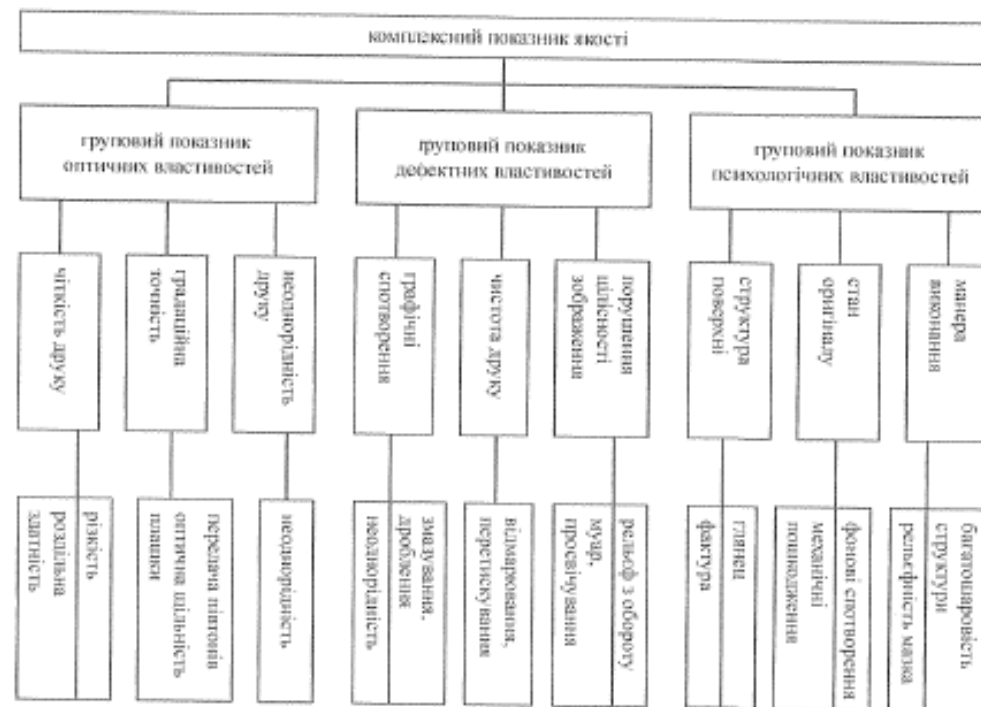 комплексний показник якості
груповий показник
оптичних властивостей
груповий показник
дефектних властивостей
груповий показник
психологічних властивостей
чіткість друку
градаційна
точність
неоднорідність
друку
графічні
спотворення
чистота друку
порушення
цілісності
зображення
структура
поверхні
стан
оригіналу
манера
виконання
різкість
роздільна
здатність
передача півтонів
оптична щільність
плашки
неоднорідність
змазування,
дроблення
неоднорідність
відмарювання,
перетискування
рельоф з обороту
муар,
просвічування
глянец
фактура
фонові спотворення
механічні
пошкодження
багатошаровість
структури
рельєфність мазка